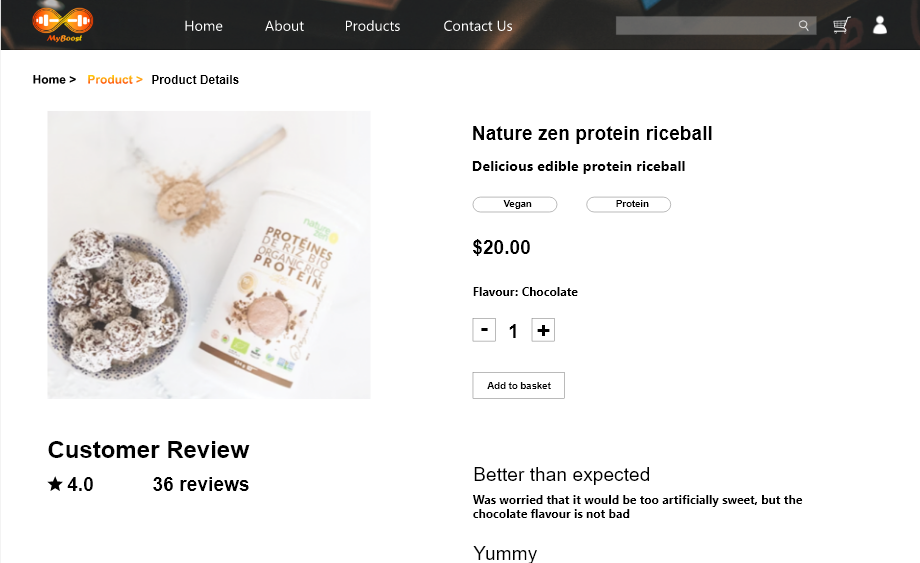 Home About Products Contact Us
MyBoost
Home > Product > Product Details
nature zen
PROTÉINES
DE RIZ BIO
ORGANIC RICE
PROTEIN
Nature zen protein riceball
Delicious edible protein riceball
Vegan Protein
$20.00
Flavour: Chocolate
- 1 +
Add to basket
Customer Review
4.0 36 reviews
Better than expected
Was worried that it would be too artificially sweet, but the
chocolate flavour is not bad
Yummy